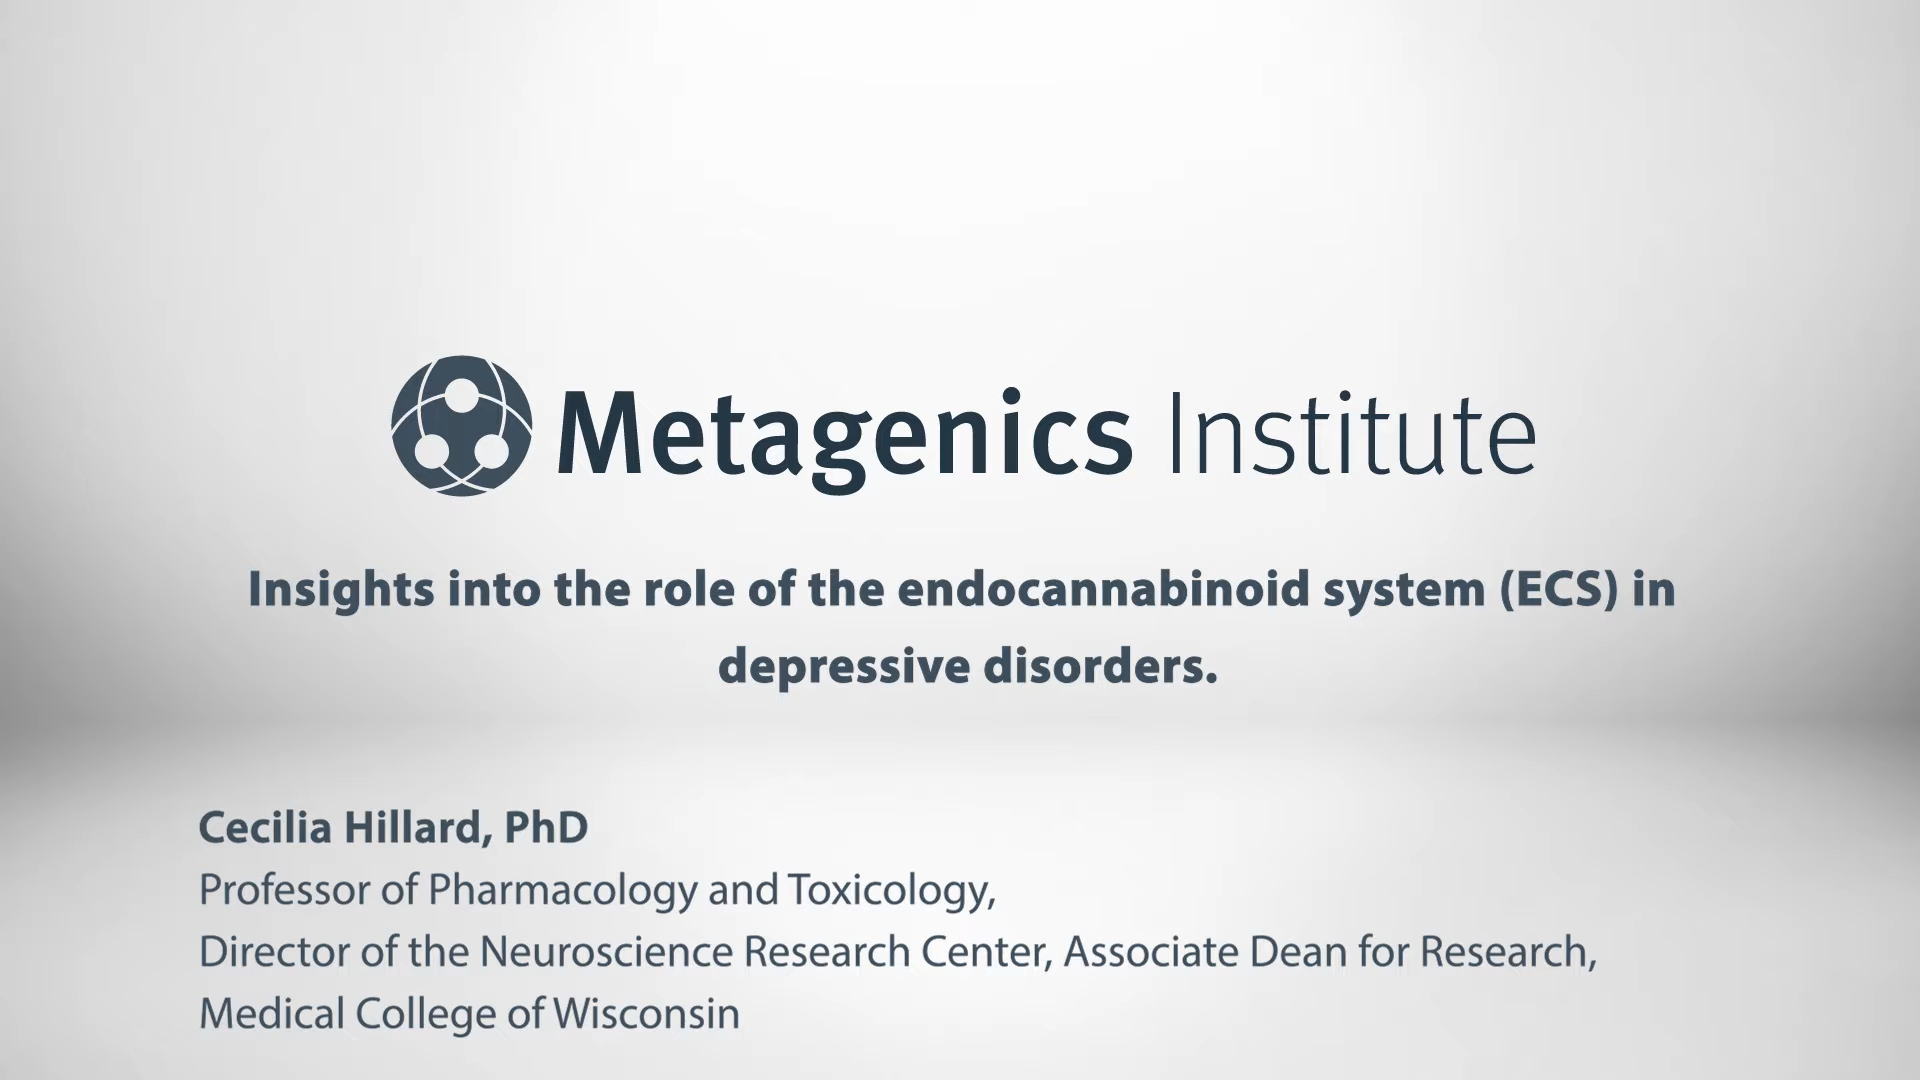 Metagenics Institute
Insights into the role of the endocannabinoid system (ECS) in
depressive disorders.
Cecilia Hillard, PhD
Professor of Pharmacology and Toxicology,
Director of the Neuroscience Research Center, Associate Dean for Research,
Medical College of Wisconsin